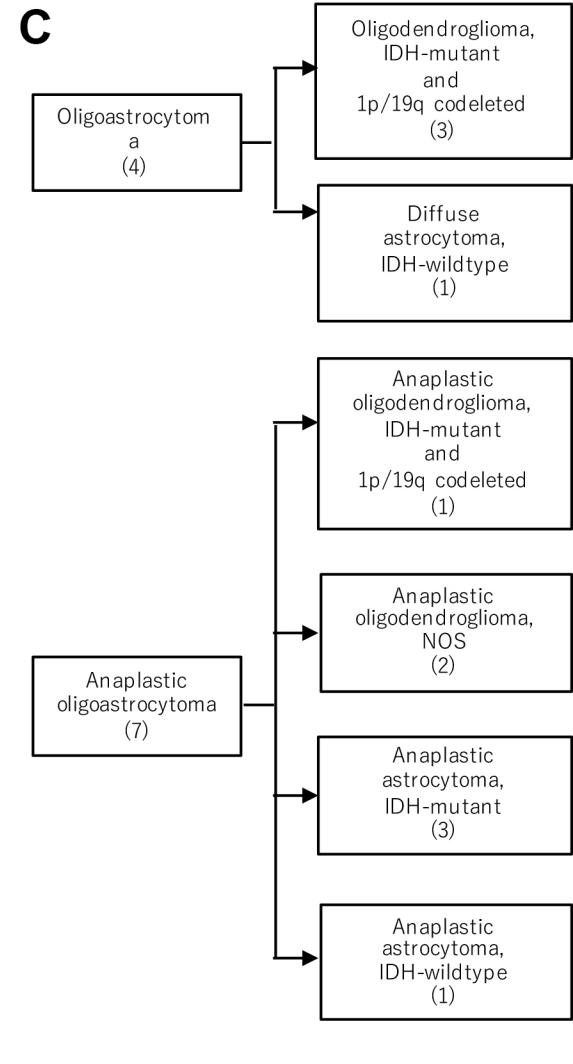 C
Oligoastrocytom
a
(4)
Oligodendroglioma,
IDH-mutant
and
1p/19q codeleted
(3)
Diffuse
astrocytoma,
IDH-wildtype
(1)
Anaplastic
oligoastrocytoma
(7)
Anaplastic
oligodendroglioma,
IDH-mutant
and
1p/19q codeleted
(1)
Anaplastic
oligodendroglioma,
NOS
(2)
Anaplastic
astrocytoma,
IDH-mutant
(3)
Anaplastic
astrocytoma,
IDH-wildtype
(1)